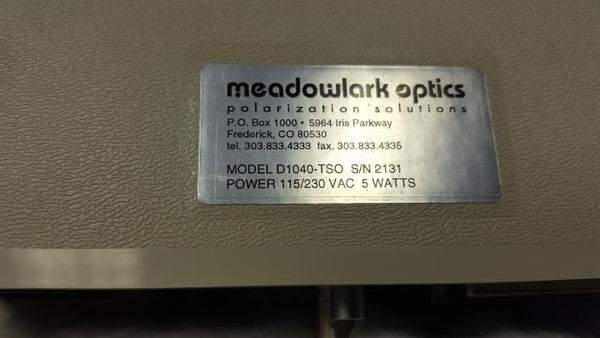 meadowlark optics
polarization solutions
P.O. Box 1000 • 5964 Iris Parkway
Frederick, CO 80530
tel. 303.833.4333 fax. 303.833.4335
MODEL D1040-TSO S/N 2131
POWER 115/230 VAC 5 WATTS